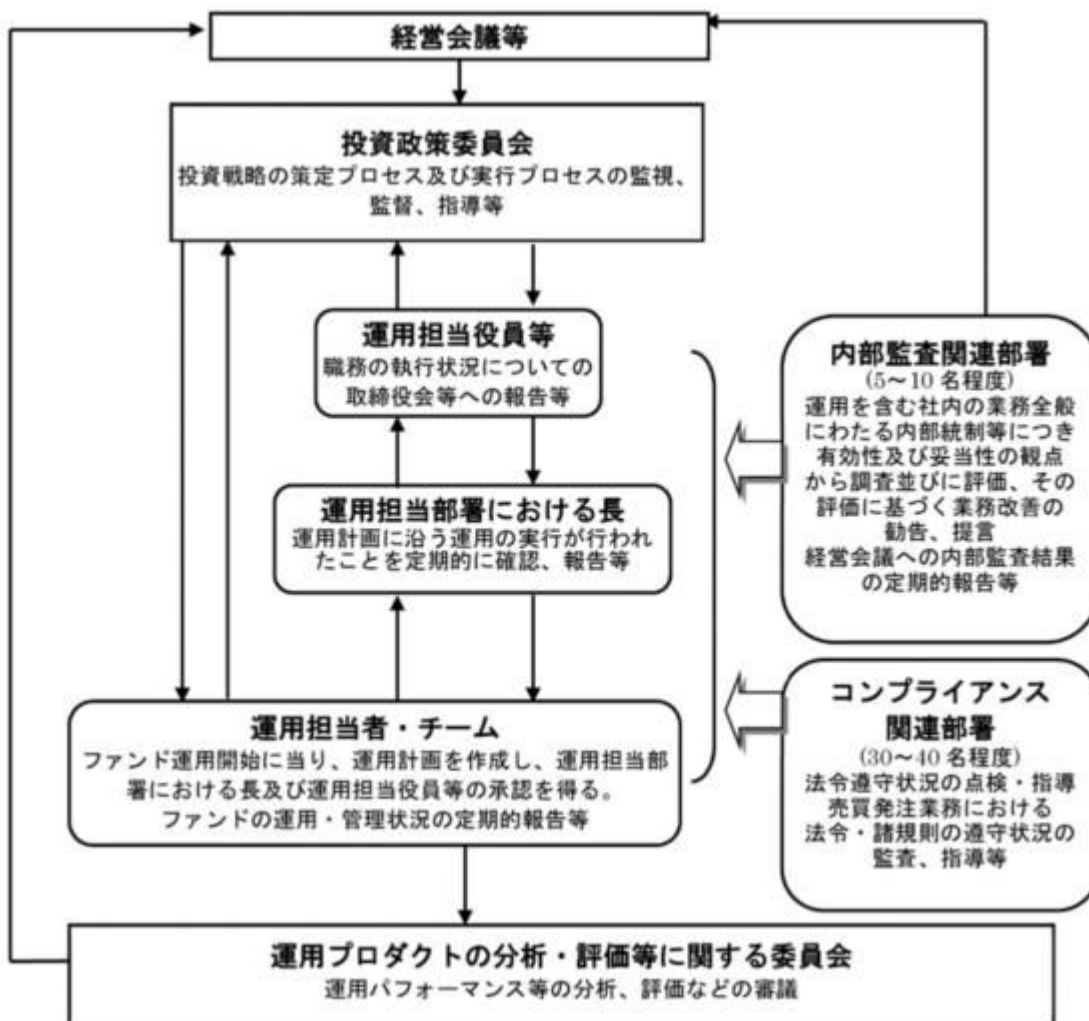 経営会議等
投資政策委員会
投資戦略の策定プロセス及び実行プロセスの監視、
監督、指導等
運用担当役員等
職務の執行状況についての
取締役会等への報告等
運用担当部署における長
運用計画に沿う運用の実行が行われ
たことを定期的に確認、報告等
運用担当者・チーム
ファンド運用開始に当り、運用計画を作成し、運用担当部
署における長及び運用担当役員等の承認を得る。
ファンドの運用・管理状況の定期的報告等
内部監査関連部署
(5～10 名程度)
運用を含む社内の業務全般
にわたる内部統制等につき
有効性及び妥当性の観点
から調査並びに評価、その
評価に基づく業務改善の
勧告、提言
経営会議への内部監査結果
の定期的報告等
コンプライアンス
関連部署
(30～40 名程度)
法令遵守状況の点検・指導
売買発注業務における
法令・諸規則の遵守状況の
監査、指導等
運用プロダクトの分析・評価等に関する委員会
運用パフォーマンス等の分析、評価などの審議